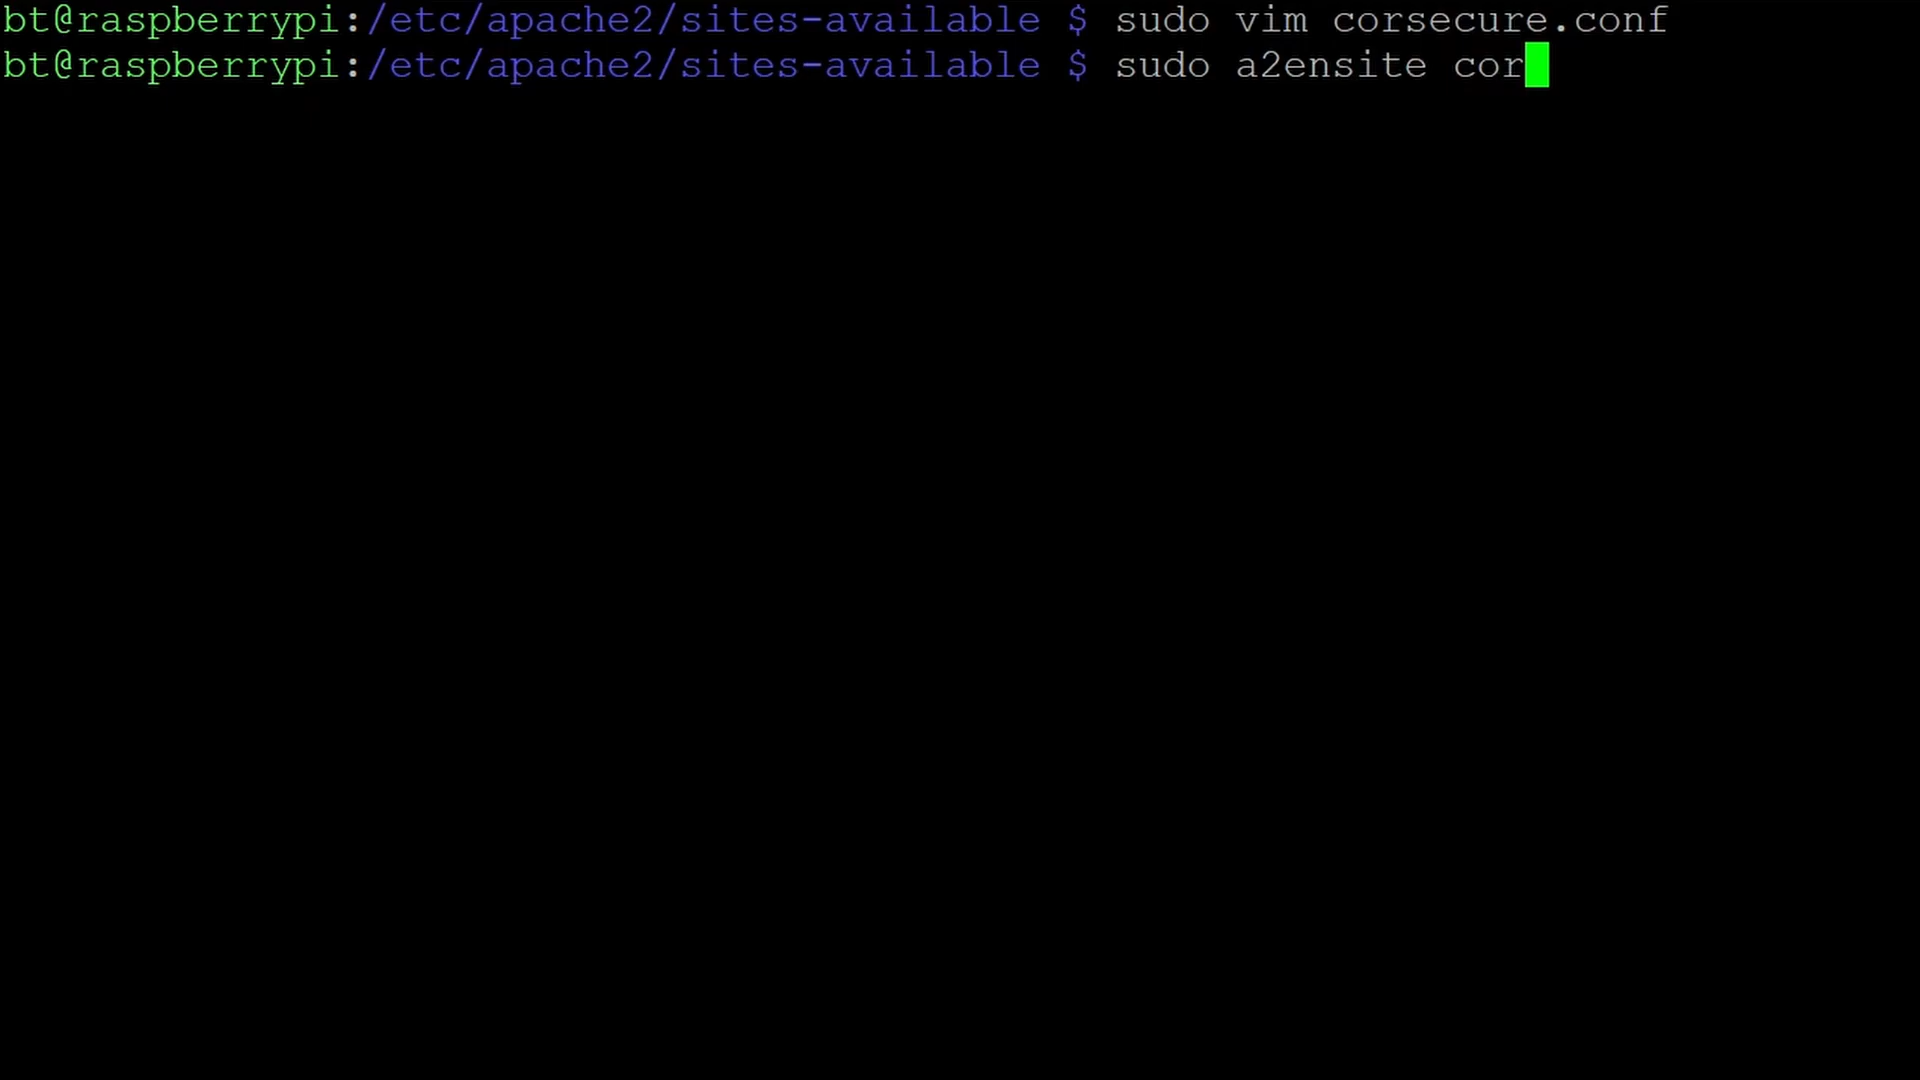 bt@raspberrypi:/etc/apache2/sites-available $ sudo vim corsecure.conf
bt@raspberrypi:/etc/apache2/sites-available $ sudo a2ensite cor